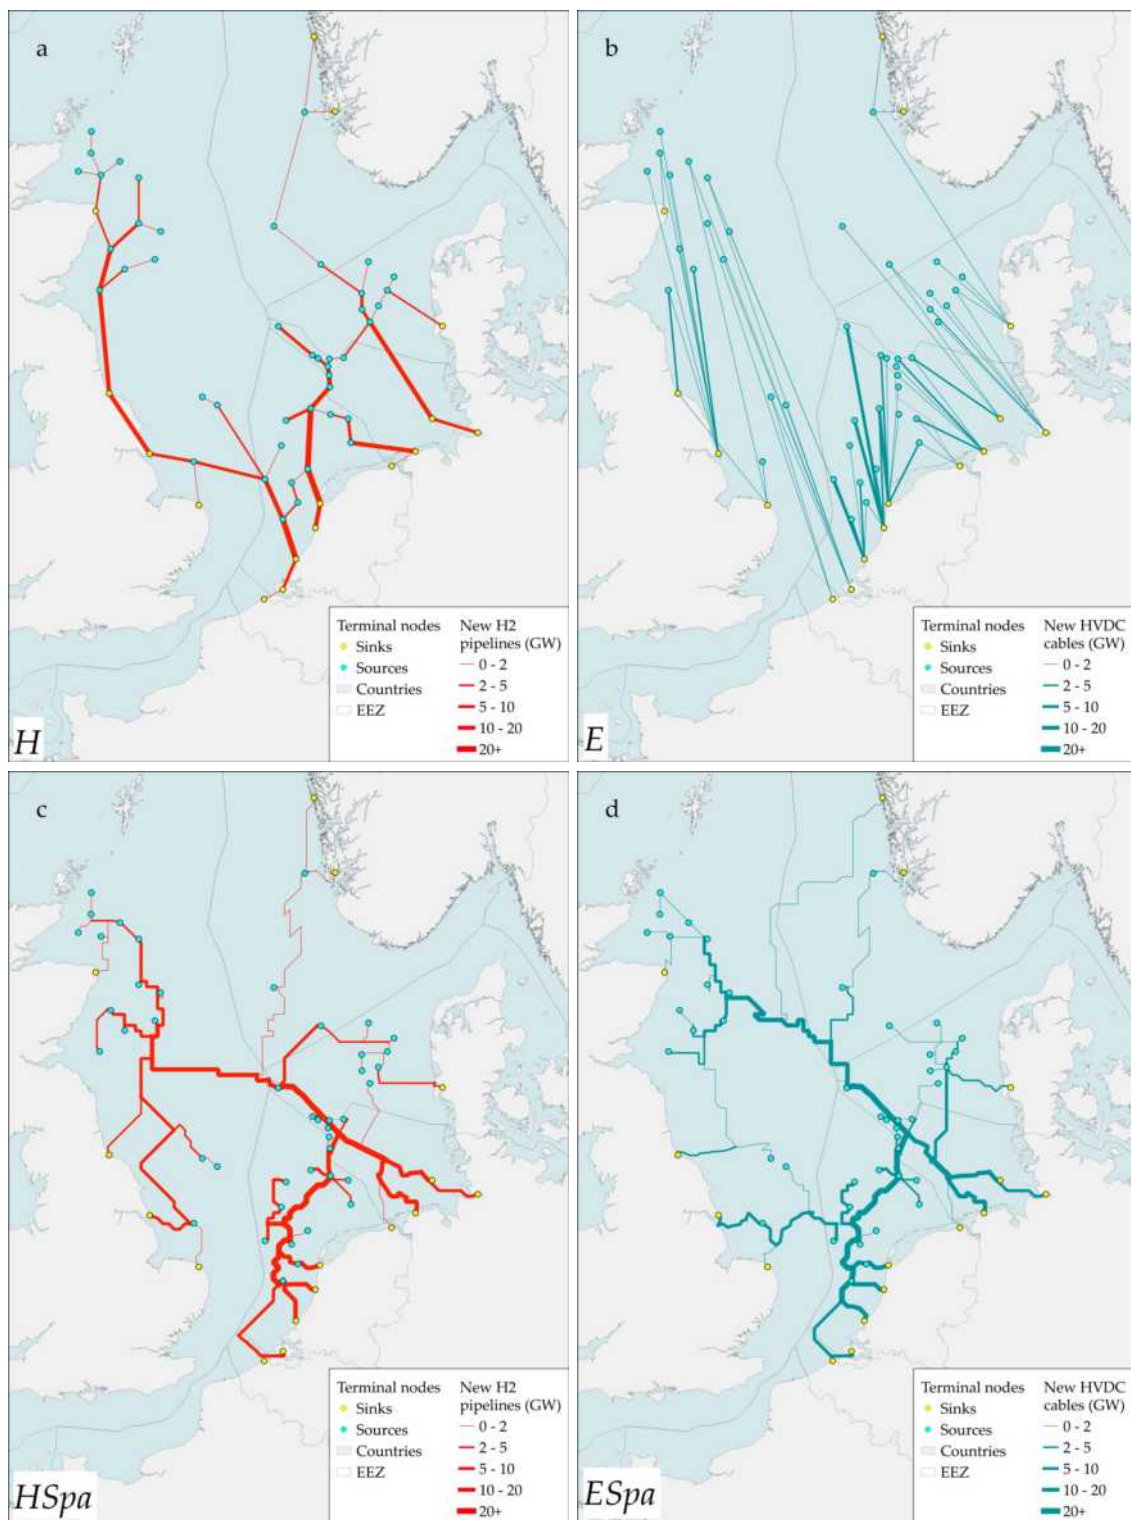 a
Terminal nodes
Sinks
Sources
Countries
EEZ
New H2
pipelines (GW)
0 - 2
2 - 5
5 - 10
10 - 20
20+
H
b
Terminal nodes
Sinks
Sources
Countries
EEZ
New HVDC
cables (GW)
0 - 2
2 - 5
5 - 10
10 - 20
20+
E
c
Terminal nodes
Sinks
Sources
Countries
EEZ
New H2
pipelines (GW)
0 - 2
2 - 5
5 - 10
10 - 20
20+
HSpa
d
Terminal nodes
Sinks
Sources
Countries
EEZ
New HVDC
cables (GW)
0 - 2
2 - 5
5 - 10
10 - 20
20+
ESpa